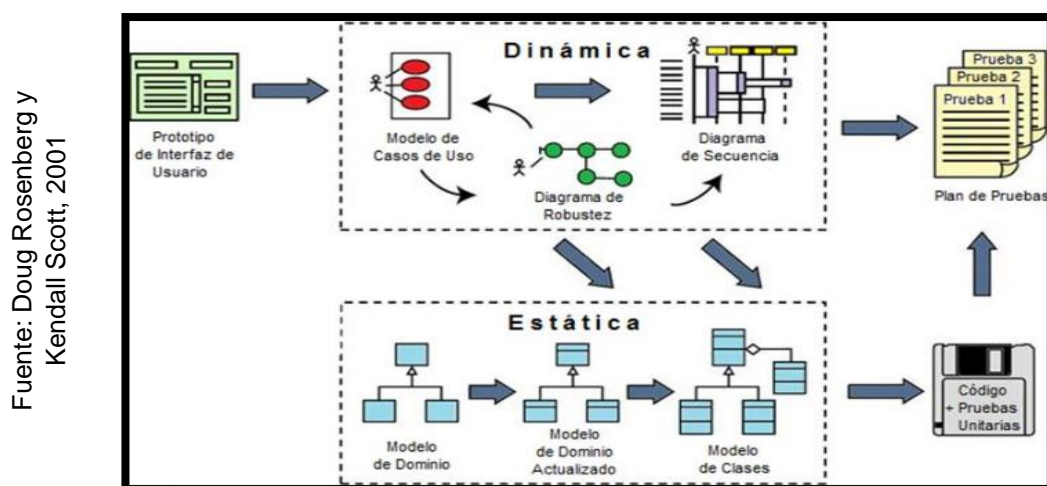 Fuente: Doug Rosenberg y
Kendall Scott, 2001
Dinámica
Prototipo
de Interfaz de
Usuario
Modelo de
Casos de Uso
Diagrama de
Robustez
Diagrama
de Secuencia
Prueba 3
Prueba 2
Prueba 1
Plan de Pruebas
Estática
Modelo
de Dominio
Modelo
de Dominio
Actualizado
Modelo
de Clases
Código
+ Pruebas
Unitarias